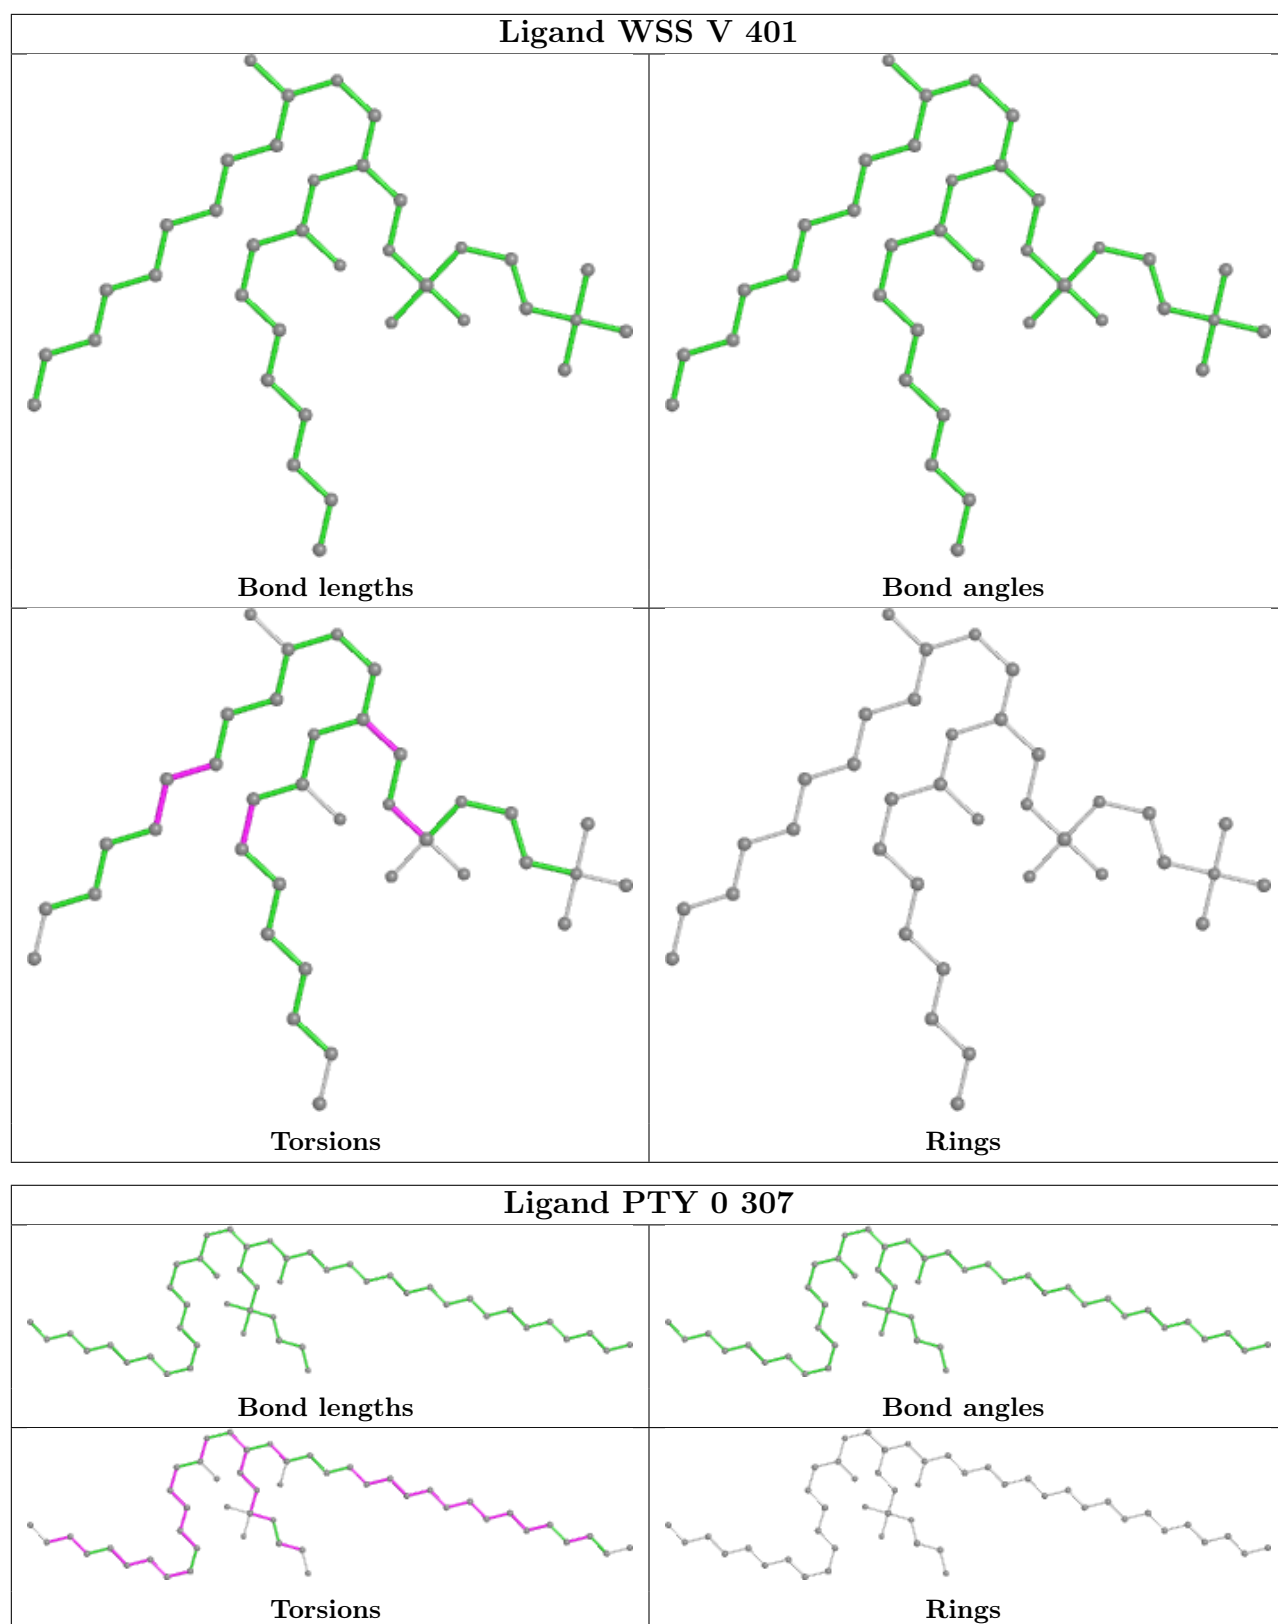 Ligand WSS V 401
Bond lengths
Bond angles
Torsions
Rings
Ligand PTY 0 307
Bond lengths
Bond angles
Torsions
Rings